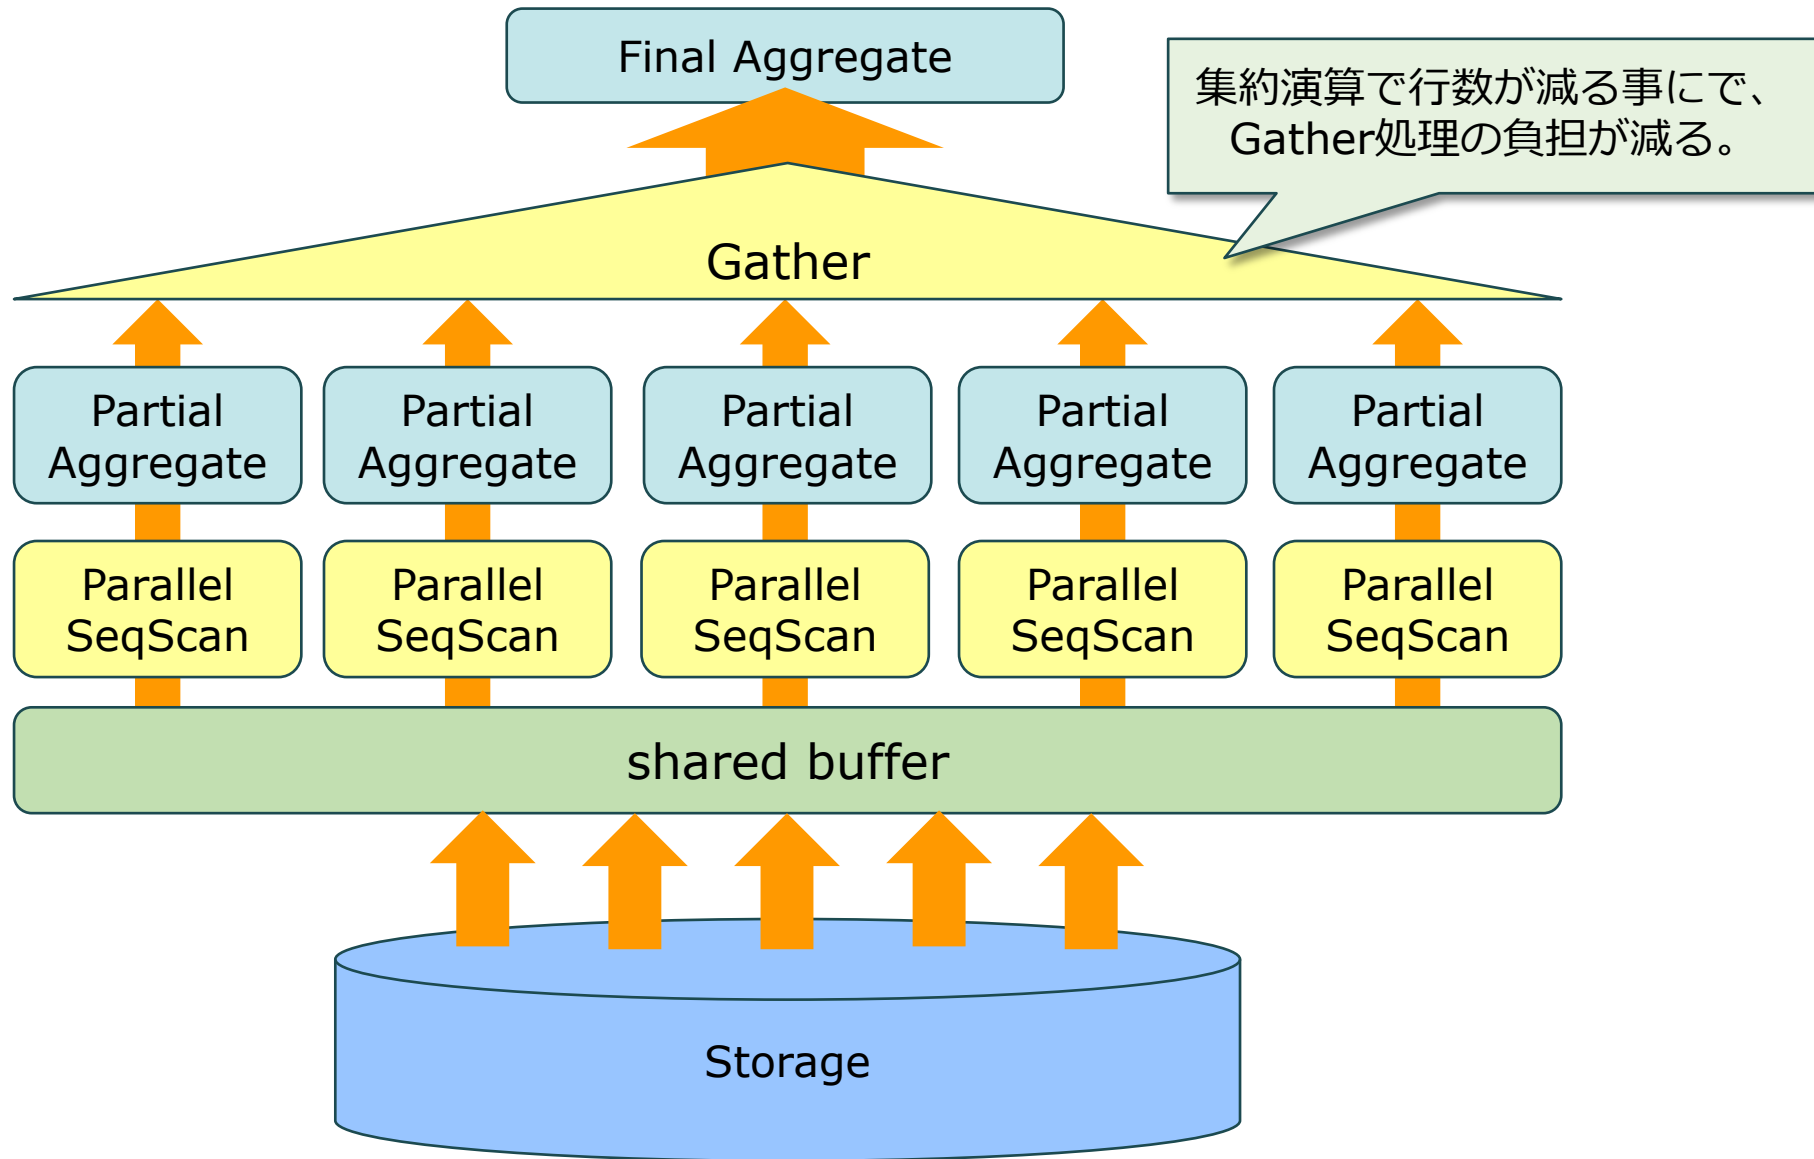 Final Aggregate
集約演算で行数が減る事にで、
Gather処理の負担が減る。
Gather
Partial
Aggregate
Partial
Aggregate
Partial
Aggregate
Partial
Aggregate
Partial
Aggregate
Parallel
SeqScan
Parallel
SeqScan
Parallel
SeqScan
Parallel
SeqScan
Parallel
SeqScan
shared buffer
Storage